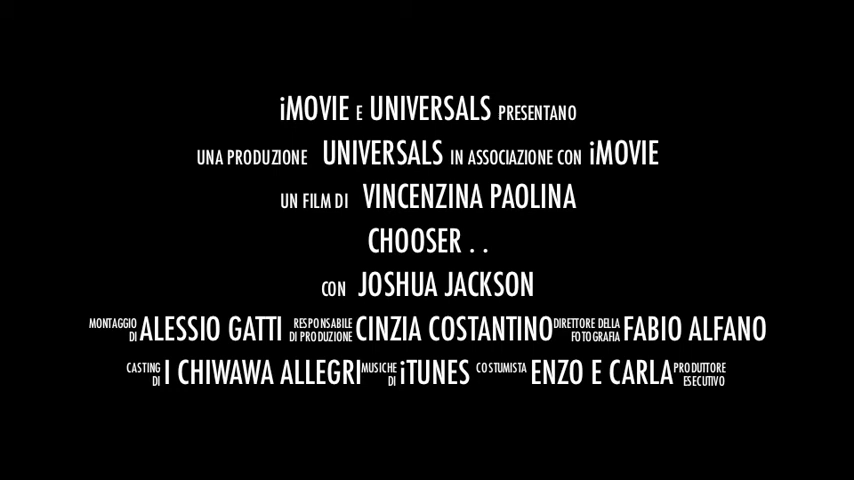 iMOVIE E UNIVERSALS PRESENTANO
UNA PRODUZIONE UNIVERSALS IN ASSOCIAZIONE CON iMOVIE
UN FILM DI VINCENZINA PAOLINA
CHOOSER . .
CON JOSHUA JACKSON
MONTAGGIO DI ALESSIO GATTI RESPONSABILE DI PRODUZIONE CINZIA COSTANTINO DIRETTORE DELLA FOTOGRAFIA FABIO ALFANO
CASTING DI I CHIWAWA ALLEGRI MUSICHE DI iTUNES COSTUMISTA ENZO E CARLA PRODUTTORE ESECUTIVO